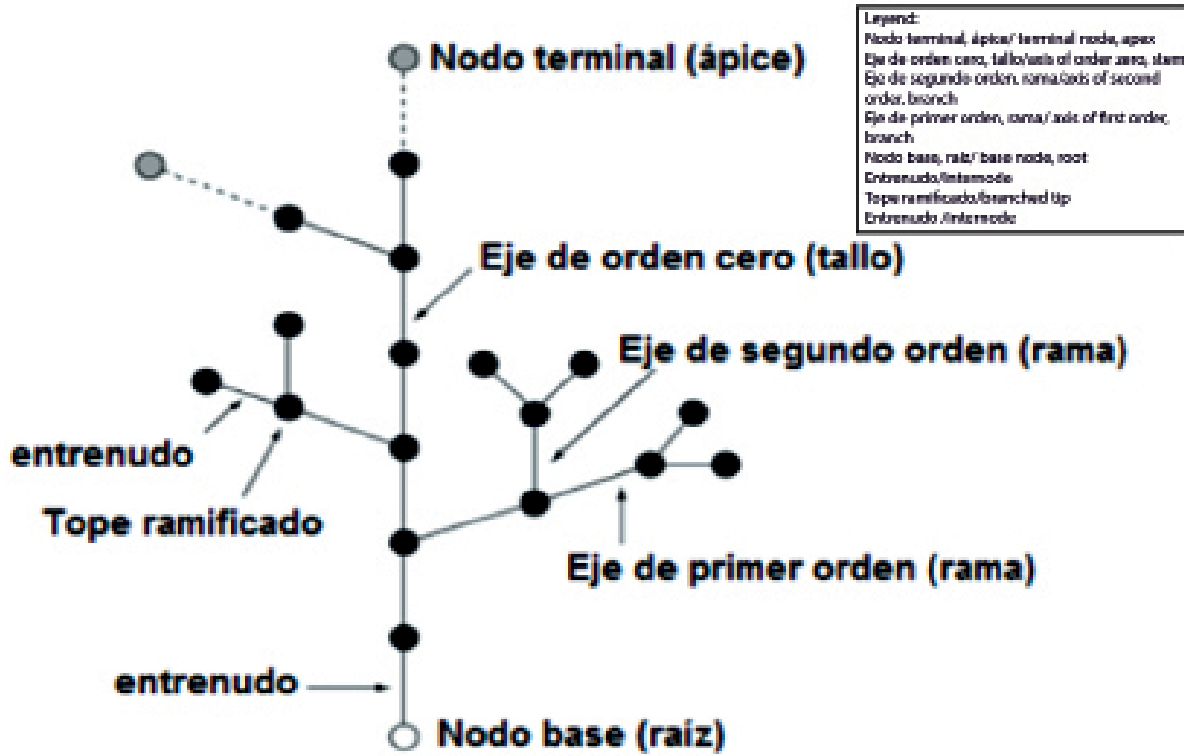 Legend:
Nodo terminal, ápice/ terminal node, apex
Eje de orden cero, tallo/axis of order zero, stem
Eje de segundo orden, rama/axis of second
order, branch
Eje de primer orden, rama/ axis of first order,
branch
Nodo base, raíz/ base node, root
Entrenudo/Internode
Tope ramificado/branched tip
Entrenudo /Internode
Nodo terminal (ápice)
Eje de orden cero (tallo)
Eje de segundo orden (rama)
entrenudo
Tope ramificado
Eje de primer orden (rama)
entrenudo
Nodo base (raíz)